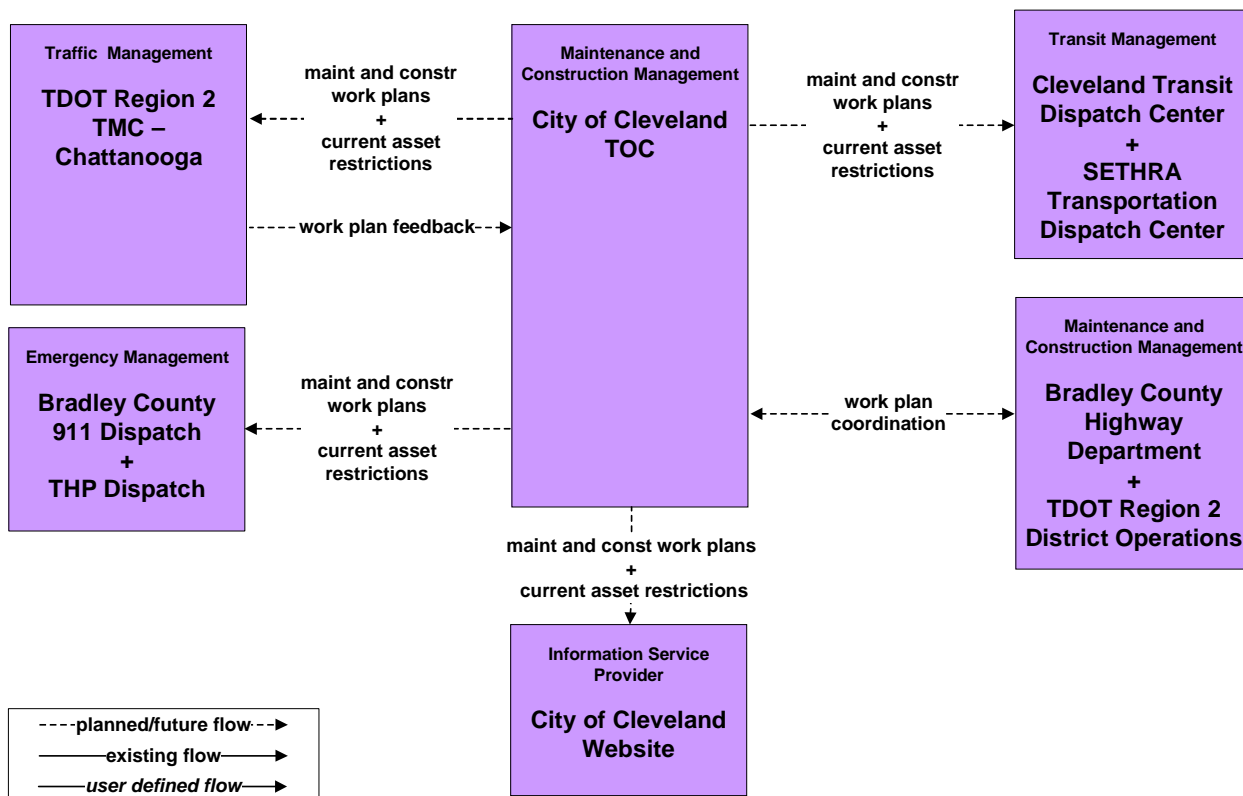 Traffic Management
TDOT Region 2
TMC –
Chattanooga
maint and constr
work plans
+
current asset
restrictions
work plan feedback
Maintenance and
Construction Management
City of Cleveland
TOC
maint and constr
work plans
+
current asset
restrictions
Transit Management
Cleveland Transit
Dispatch Center
+
SETHRA
Transportation
Dispatch Center
Emergency Management
Bradley County
911 Dispatch
+
THP Dispatch
maint and constr
work plans
+
current asset
restrictions
work plan
coordination
Maintenance and
Construction Management
Bradley County
Highway
Department
+
TDOT Region 2
District Operations
maint and const work plans
+
current asset restrictions
Information Service
Provider
City of Cleveland
Website
planned/future flow
existing flow
user defined flow